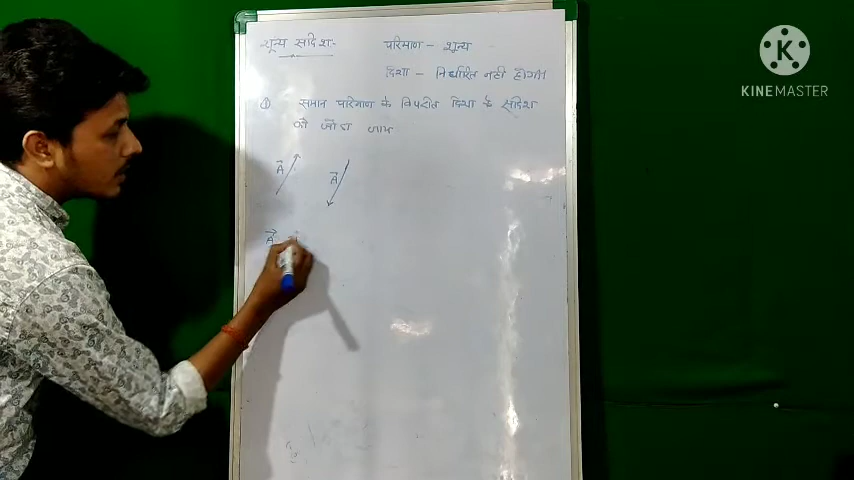 शून्य सदिश- परिमाण - शून्य
दिशा - निर्धारित नही होगी।
① समान परिमाण के विपरीत दिशा के सदिश
को जोडा जाय
A⃗ A⃗
A⃗
KINEMASTER